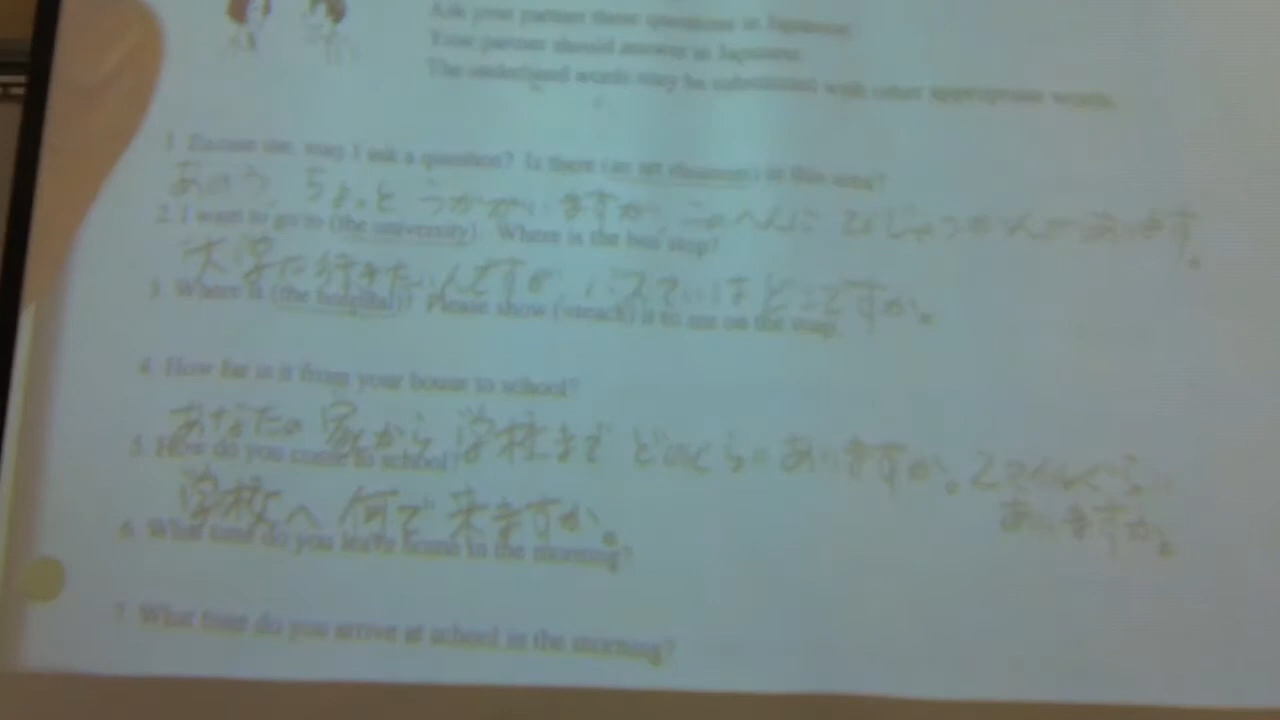 Ask your partner these questions in Japanese.
Your partner should answer in Japanese.
The underlined words may be substituted with other appropriate words.
1. Excuse me, may I ask a question? Is there (an art museum) in this area?
あのう ちょっと うかがいますが このへんに びじゅつかんが あります。
2. I want to go to (the university). Where is the bus stop?
大学に行きたいんですが バスていはどこですか。
3. Where is (the hospital)? Please show (=teach) it to me on the map.
4. How far is it from your house to school?
あなたの家から 学校まで どのくらい ありますか。
あいますか。
5. How do you come to school?
学校へ 何で 来ますか。
6. What time do you leave home in the morning?
7. What time do you arrive at school in the morning?